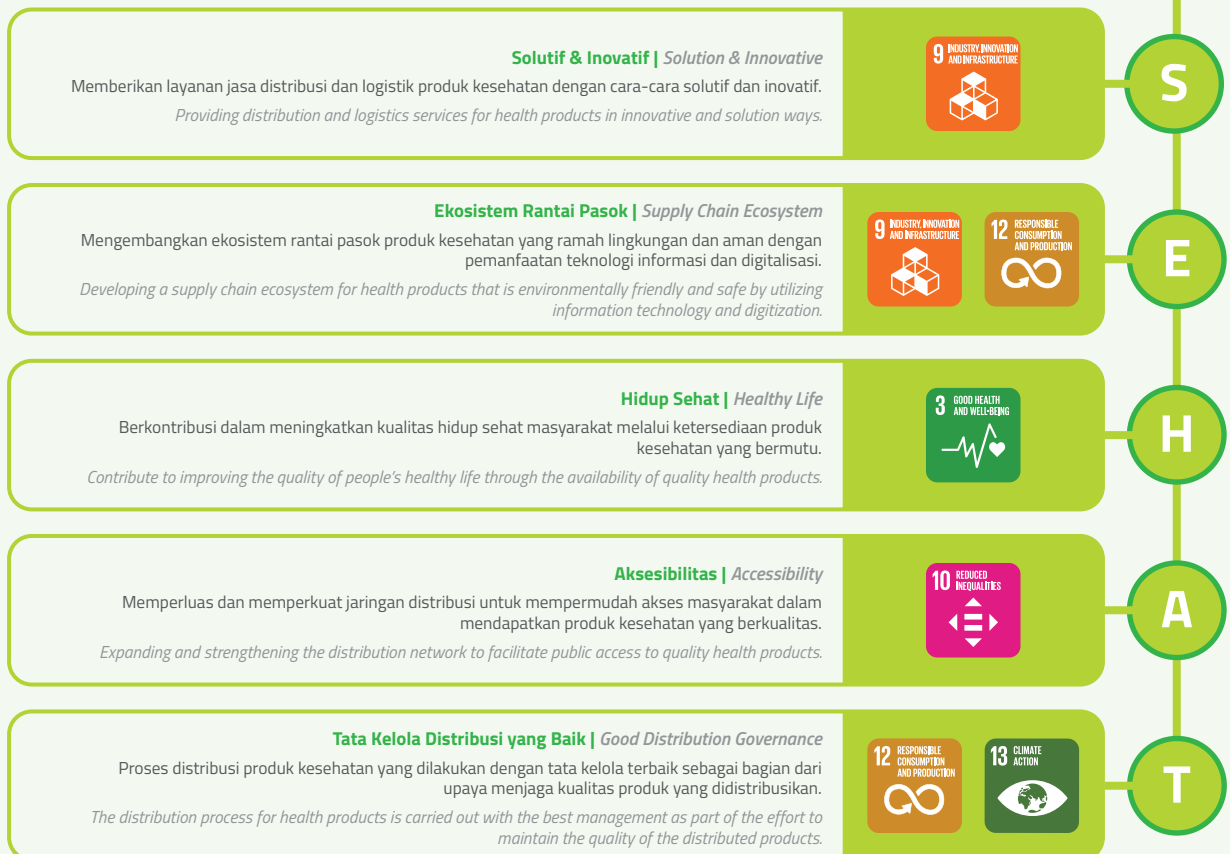 Solutif & Inovatif | Solution & Innovative
Memberikan layanan jasa distribusi dan logistik produk kesehatan dengan cara-cara solutif dan inovatif.
Providing distribution and logistics services for health products in innovative and solution ways.
9 INDUSTRY, INNOVATION
AND INFRASTRUCTURE
S
Ekosistem Rantai Pasok | Supply Chain Ecosystem
Mengembangkan ekosistem rantai pasok produk kesehatan yang ramah lingkungan dan aman dengan
pemanfaatan teknologi informasi dan digitalisasi.
Developing a supply chain ecosystem for health products that is environmentally friendly and safe by utilizing
information technology and digitization.
9 INDUSTRY, INNOVATION
AND INFRASTRUCTURE
12 RESPONSIBLE
CONSUMPTION
AND PRODUCTION
E
Hidup Sehat | Healthy Life
Berkontribusi dalam meningkatkan kualitas hidup sehat masyarakat melalui ketersediaan produk
kesehatan yang bermutu.
Contribute to improving the quality of people's healthy life through the availability of quality health products.
3 GOOD HEALTH
AND WELL-BEING
H
Aksesibilitas | Accessibility
Memperluas dan memperkuat jaringan distribusi untuk mempermudah akses masyarakat dalam
mendapatkan produk kesehatan yang berkualitas.
Expanding and strengthening the distribution network to facilitate public access to quality health products.
10 REDUCED
INEQUALITIES
A
Tata Kelola Distribusi yang Baik | Good Distribution Governance
Proses distribusi produk kesehatan yang dilakukan dengan tata kelola terbaik sebagai bagian dari
upaya menjaga kualitas produk yang didistribusikan.
The distribution process for health products is carried out with the best management as part of the effort to
maintain the quality of the distributed products.
12 RESPONSIBLE
CONSUMPTION
AND PRODUCTION
13 CLIMATE
ACTION
T